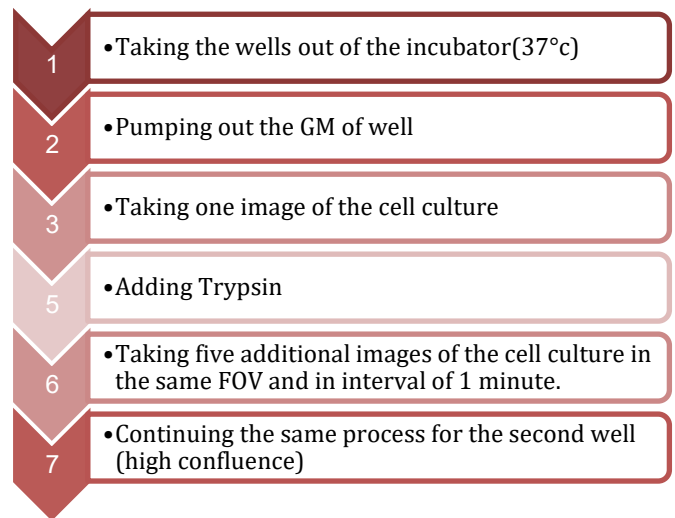 1
•Taking the wells out of the incubator(37°c)
2
•Pumping out the GM of well
3
•Taking one image of the cell culture
5
•Adding Trypsin
6
•Taking five additional images of the cell culture in
the same FOV and in interval of 1 minute.
7
•Continuing the same process for the second well
(high confluence)